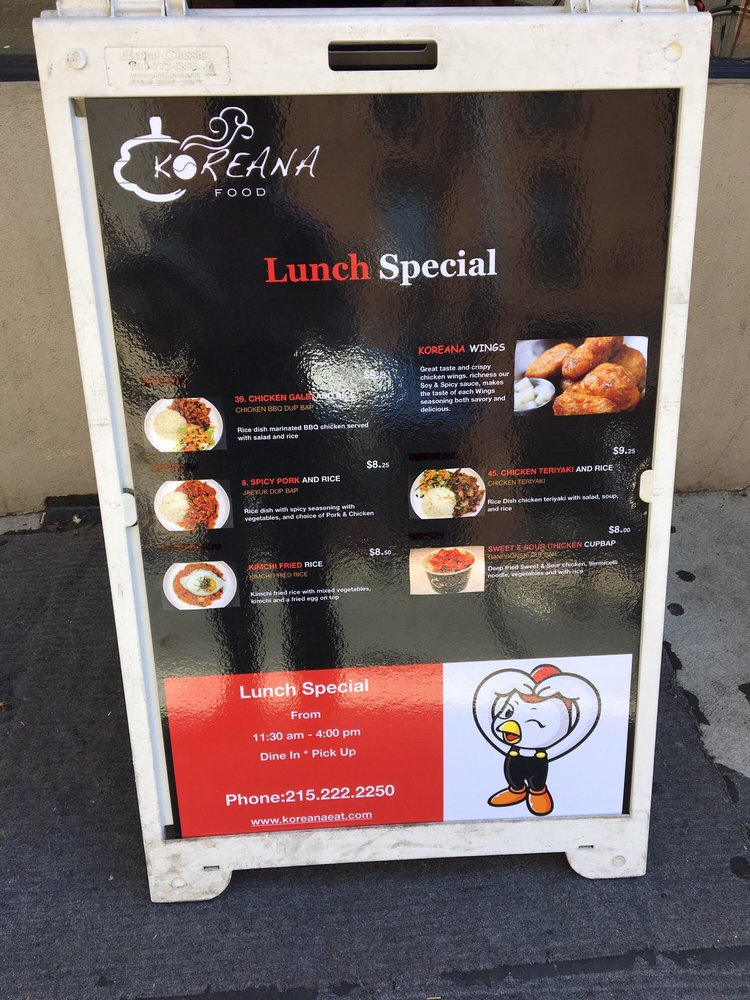 KOREANA
FOOD
Lunch Special
KOREANA WINGS
Great taste and crispy
chicken wings. richness our
Soy & Spicy sauce, makes
the taste of each Wings
seasoning both savory and
delicious.
39. CHICKEN GALBI AND RICE
CHICKEN BBQ DUP BAP
Rice dish marinated BBQ chicken served
with salad and rice
$8.25
8. SPICY PORK AND RICE
JAEYUK DUP BAP
Rice dish with spicy seasoning with
vegetables, and choice of Pork & Chicken
$8.50
KIMCHI FRIED RICE
KIMCHI FRIED RICE
Kimchi fried rice with mixed vegetables,
kimchi and a fried egg on top
$9.25
45. CHICKEN TERIYAKI AND RICE
CHICKEN TERIYAKI
Rice Dish chicken teriyaki with salad, soup,
and rice
$8.00
SWEET & SOUR CHICKEN CUPBAP
Deep fried Sweet & Sour chicken, Vermicelli
noodle, vegetables and with rice
Lunch Special
From
11:30 am - 4:00 pm
Dine In * Pick Up
Phone:215.222.2250
www.koreanaeat.com